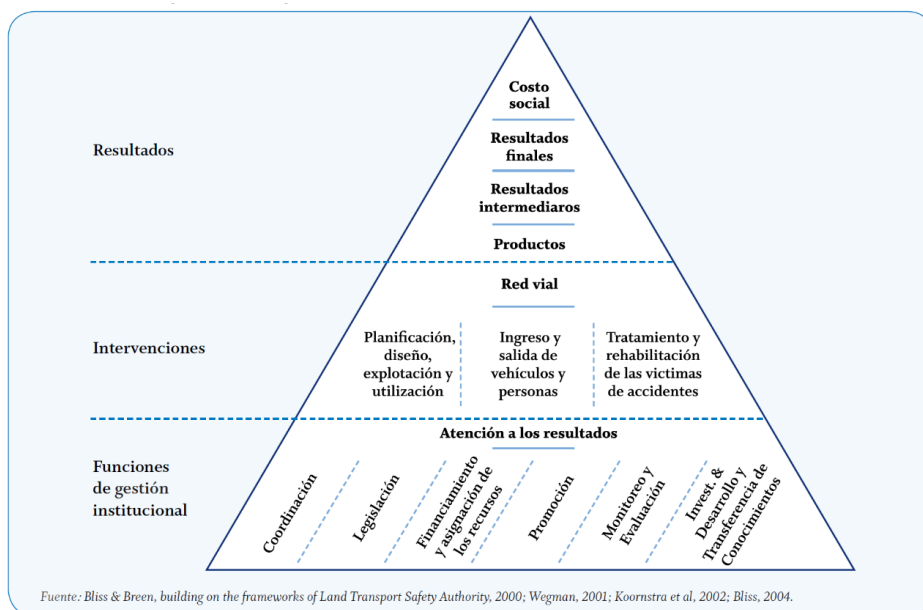 Costo
social
Resultados
Resultados
finales
Resultados
intermediaros
Productos
Red vial
Intervenciones
Planificación,
diseño,
explotación y
utilización
Ingreso y
salida de
vehículos y
personas
Tratamiento y
rehabilitación
de las victimas
de accidentes
Atención a los resultados
Funciones
de gestión
institucional
Coordinación
Legislación
Financiamiento
y asignación de
los recursos
Promoción
Monitoreo y
Evaluación
Invest. &
Desarrollo y
Transferencia de
Conocimientos
Fuente: Bliss & Breen, building on the frameworks of Land Transport Safety Authority, 2000; Wegman, 2001; Koornstra et al, 2002; Bliss, 2004.